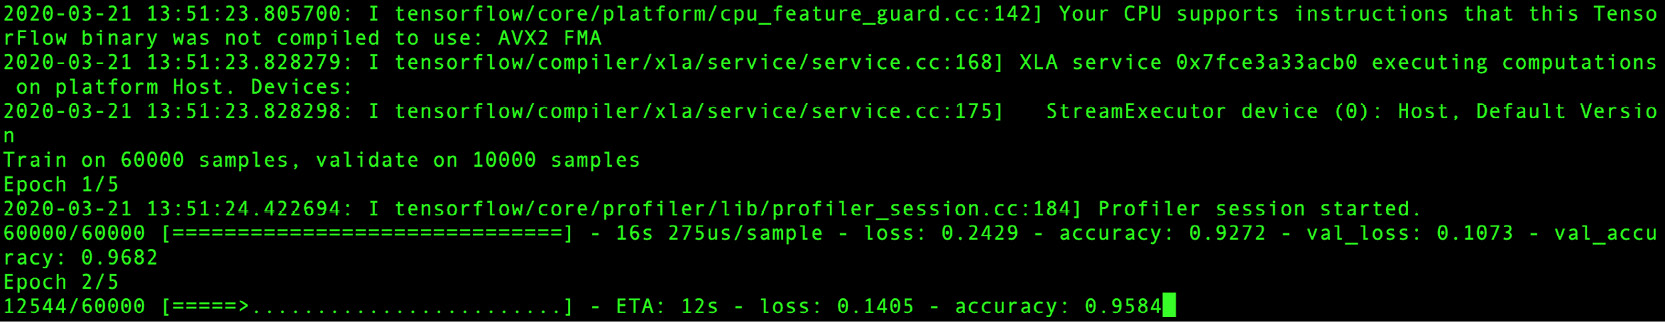 2020-03-21 13:51:23.805700: I tensorflow/core/platform/cpu_feature_guard.cc:142] Your CPU supports instructions that this Tenso
rFlow binary was not compiled to use: AVX2 FMA
2020-03-21 13:51:23.828279: I tensorflow/compiler/xla/service/service.cc:168] XLA service 0x7fce3a33acb0 executing computations
 on platform Host. Devices:
2020-03-21 13:51:23.828298: I tensorflow/compiler/xla/service/service.cc:175]   StreamExecutor device (0): Host, Default Versio
n
Train on 60000 samples, validate on 10000 samples
Epoch 1/5
2020-03-21 13:51:24.422694: I tensorflow/core/profiler/lib/profiler_session.cc:184] Profiler session started.
60000/60000 [==============================] - 16s 275us/sample - loss: 0.2429 - accuracy: 0.9272 - val_loss: 0.1073 - val_accu
racy: 0.9682
Epoch 2/5
12544/60000 [=====>........................] - ETA: 12s - loss: 0.1405 - accuracy: 0.9584